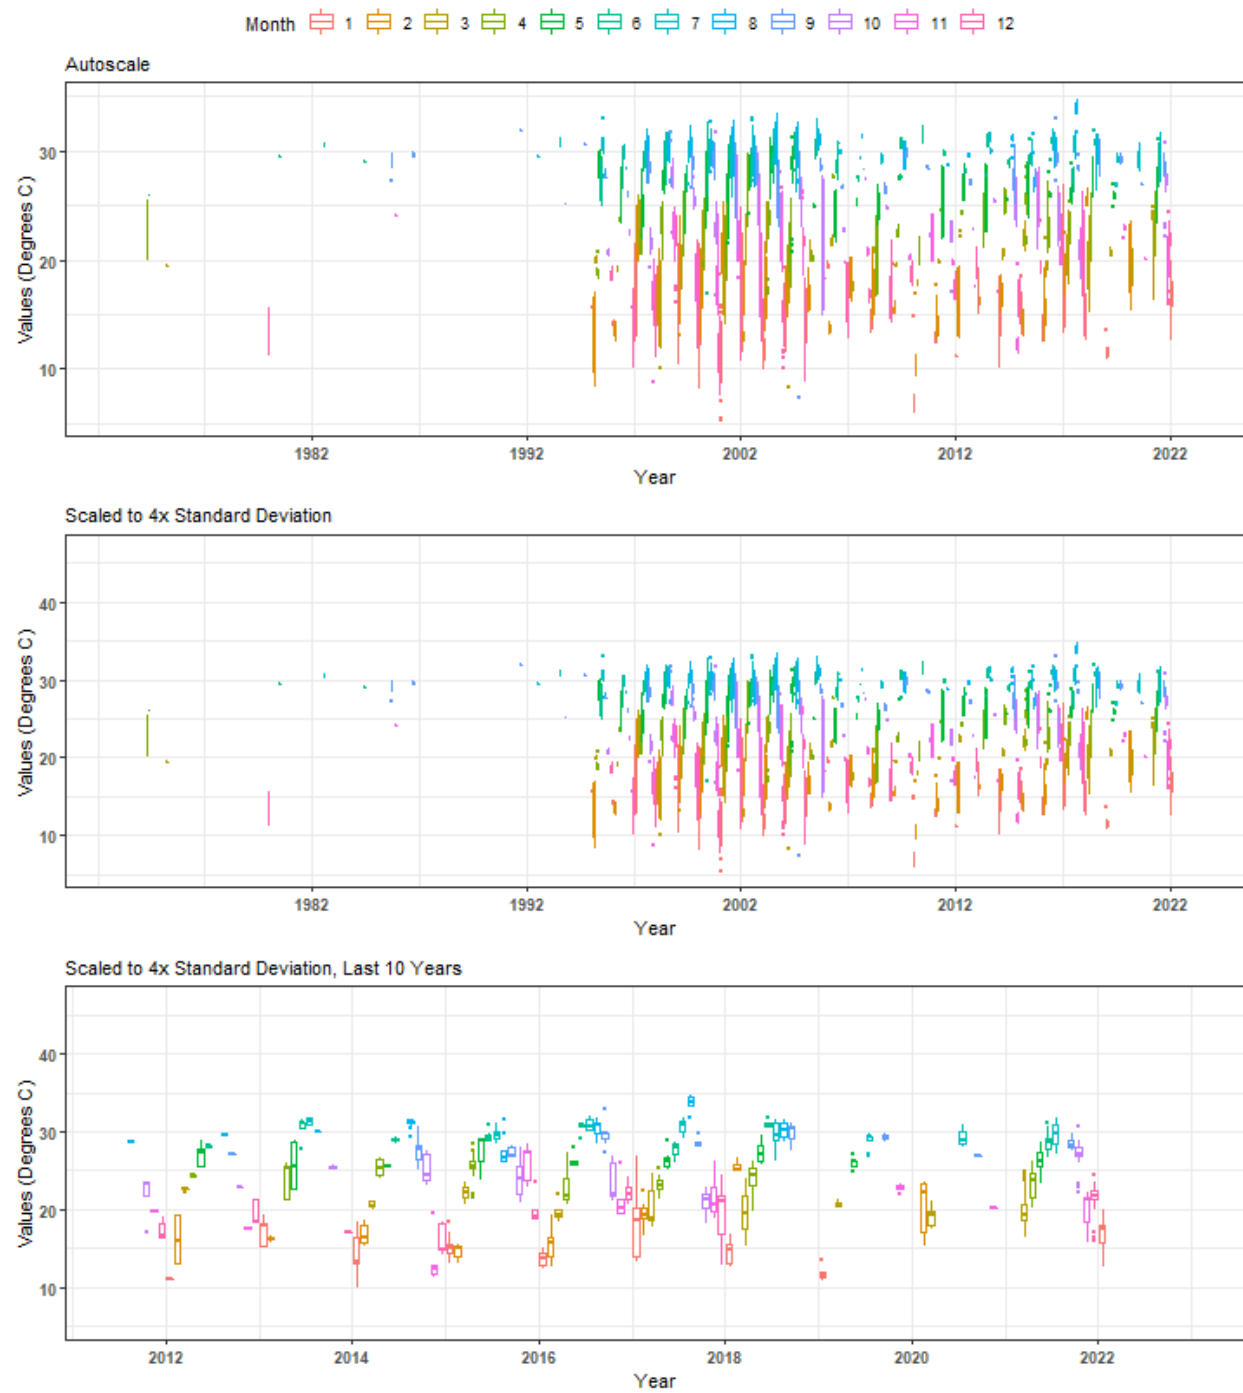 Month 1 2 3 4 5 6 7 8 9 10 11 12
Autoscale
Values (Degrees C)
30
20
10
1982 1992 2002 2012 2022
Year
Scaled to 4x Standard Deviation
Values (Degrees C)
40
30
20
10
1982 1992 2002 2012 2022
Year
Scaled to 4x Standard Deviation, Last 10 Years
Values (Degrees C)
40
30
20
10
2012 2014 2016 2018 2020 2022
Year